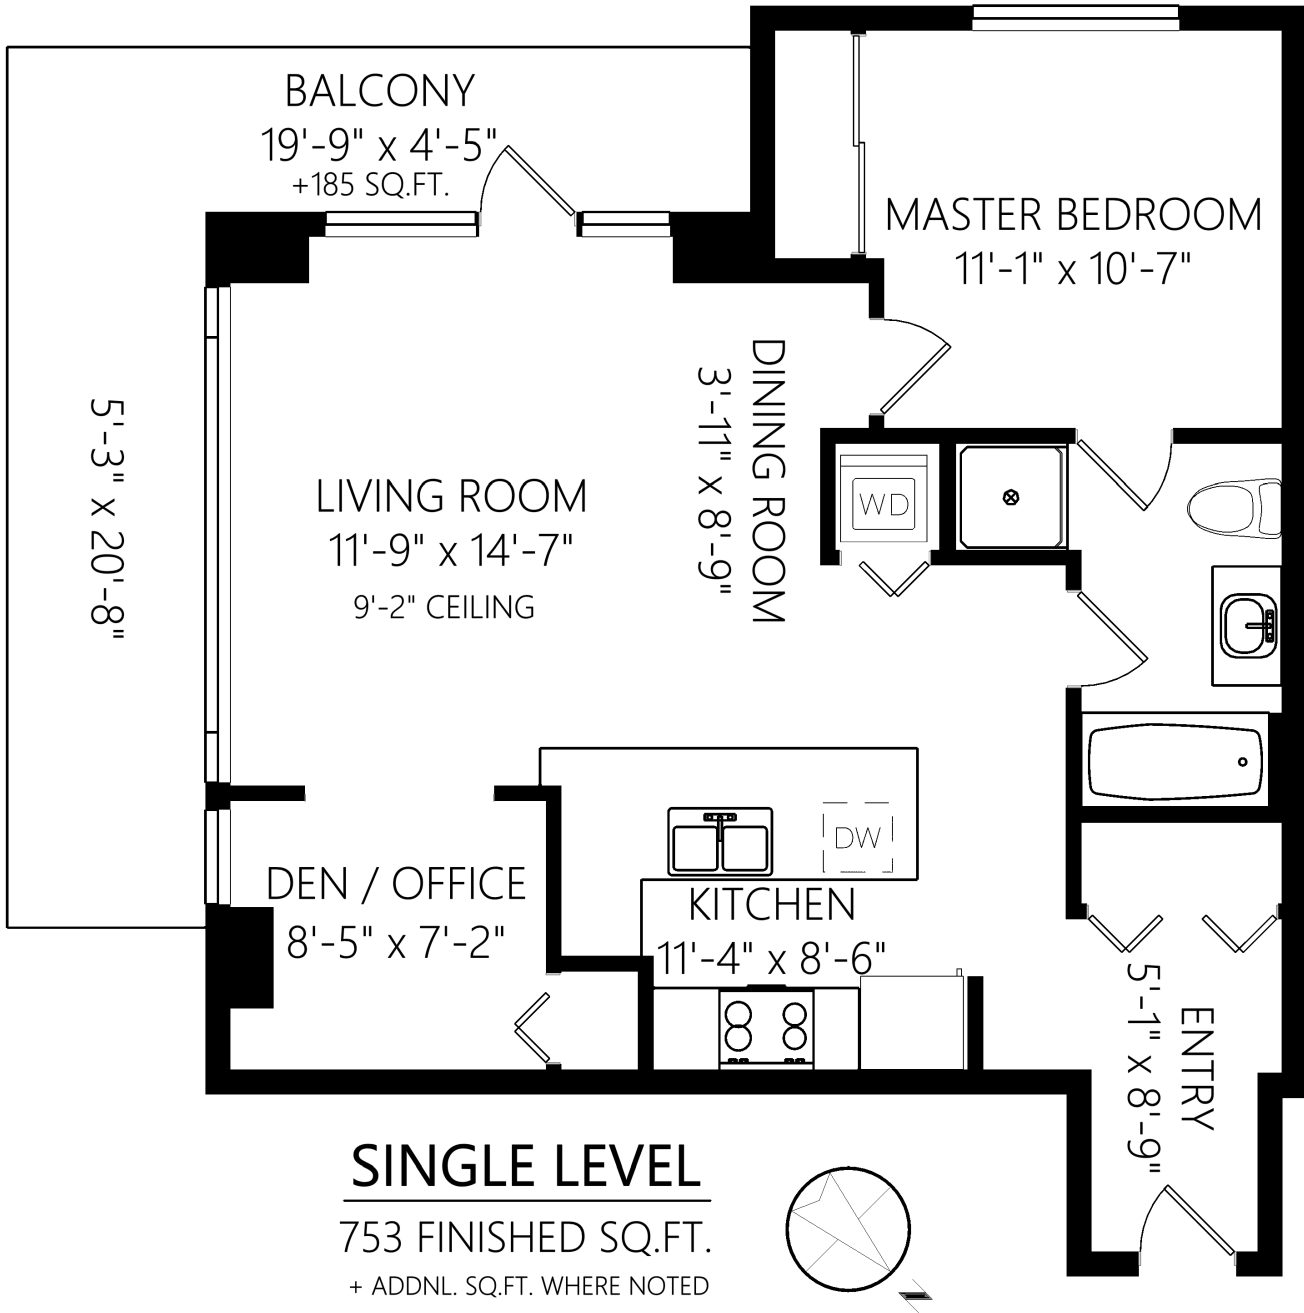 BALCONY
19'-9" x 4'-5"
+185 SQ.FT.
MASTER BEDROOM
11'-1" x 10'-7"
5'-3" x 20'-8"
LIVING ROOM
11'-9" x 14'-7"
9'-2" CEILING
DINING ROOM
3'-11" x 8'-9"
WD
DW
DEN / OFFICE
8'-5" x 7'-2"
KITCHEN
11'-4" x 8'-6"
ENTRY
5'-1" x 8'-9"
SINGLE LEVEL
753 FINISHED SQ.FT.
+ ADDNL. SQ.FT. WHERE NOTED